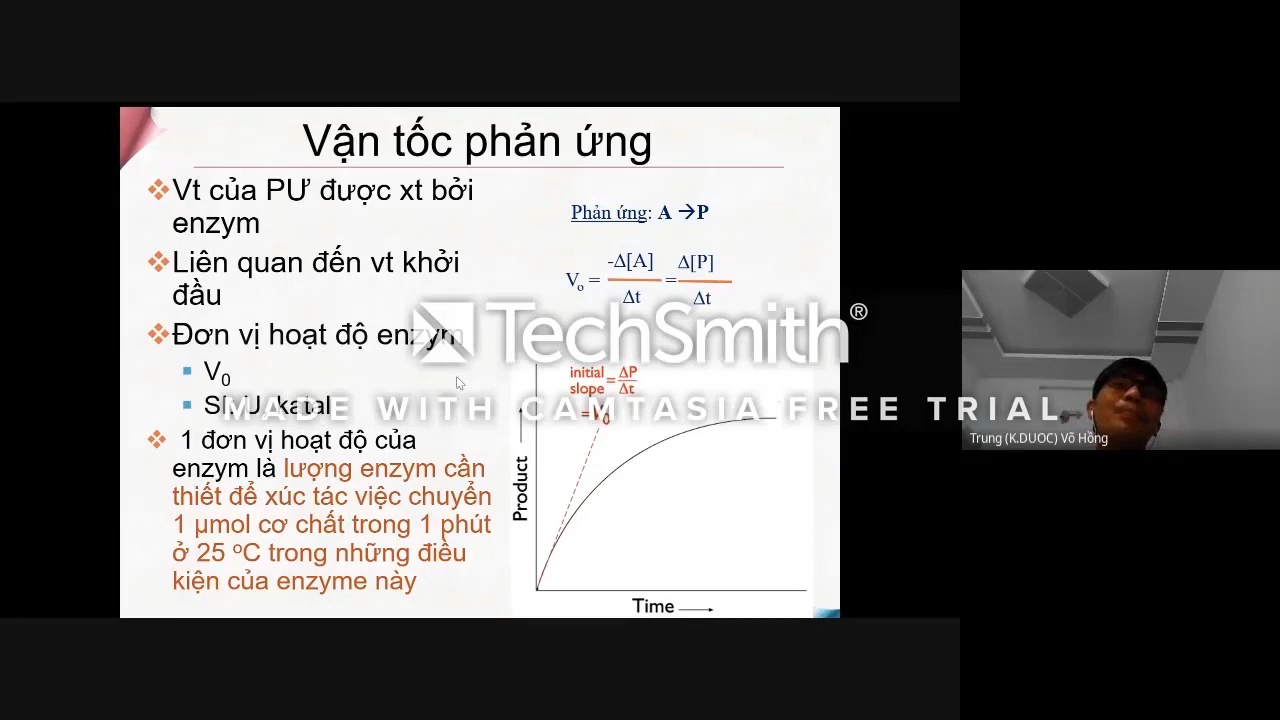 Vận tốc phản ứng
❖Vt của PƯ được xt bởi
enzym
❖Liên quan đến vt khởi
đầu
❖Đơn vị hoạt độ enzym
▪ V0
katal
❖ 1 đơn vị hoạt độ của
enzym là lượng enzym cần
thiết để xúc tác việc chuyển
1 μmol cơ chất trong 1 phút
ở 25 ºC trong những điều
kiện của enzyme này
Phản ứng: A →P
Vo = -Δ[A]/Δt = Δ[P]/Δt
initial slope = ΔP/Δt
Product
Time
TechSmith®
MADE WITH CAMTASIA FREE TRIAL
Trung (K.DUOC) Võ Hồng